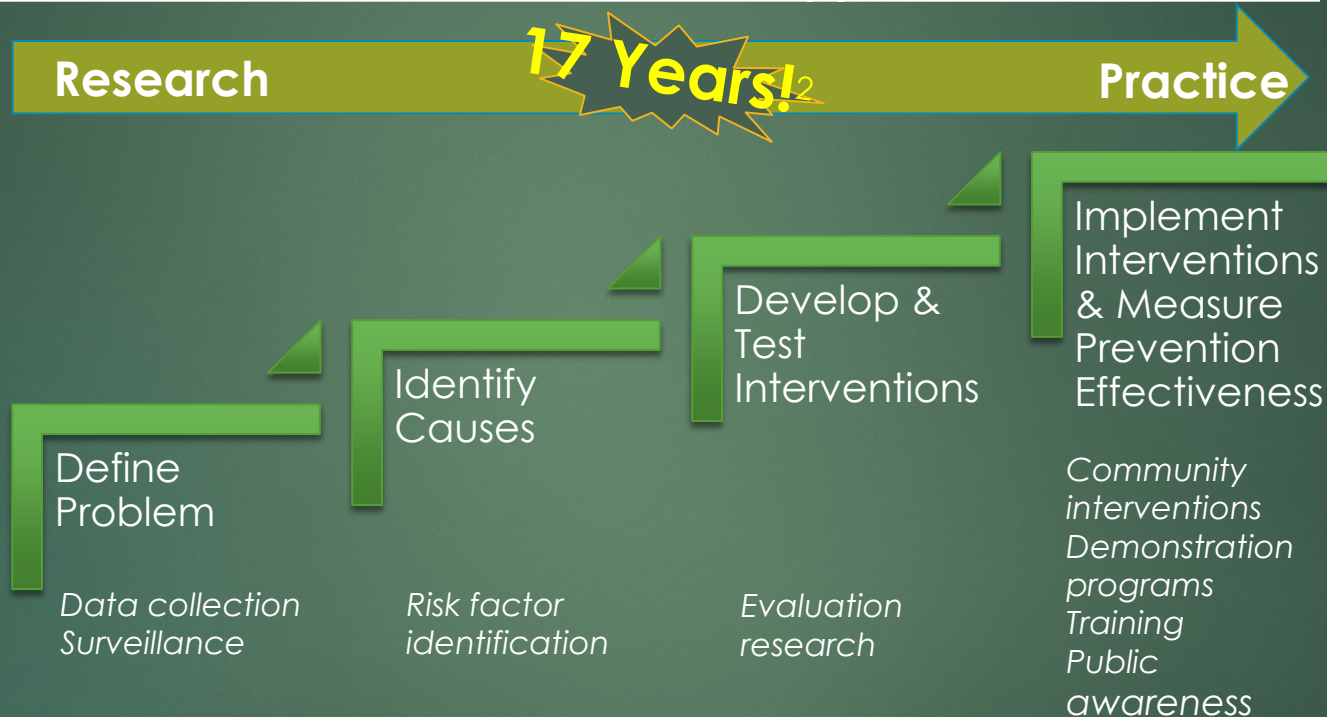 Research
17 Years!2
Practice
Define
Problem
Data collection
Surveillance
Identify
Causes
Risk factor
identification
Develop &
Test
Interventions
Evaluation
research
Implement
Interventions
& Measure
Prevention
Effectiveness
Community
interventions
Demonstration
programs
Training
Public
awareness